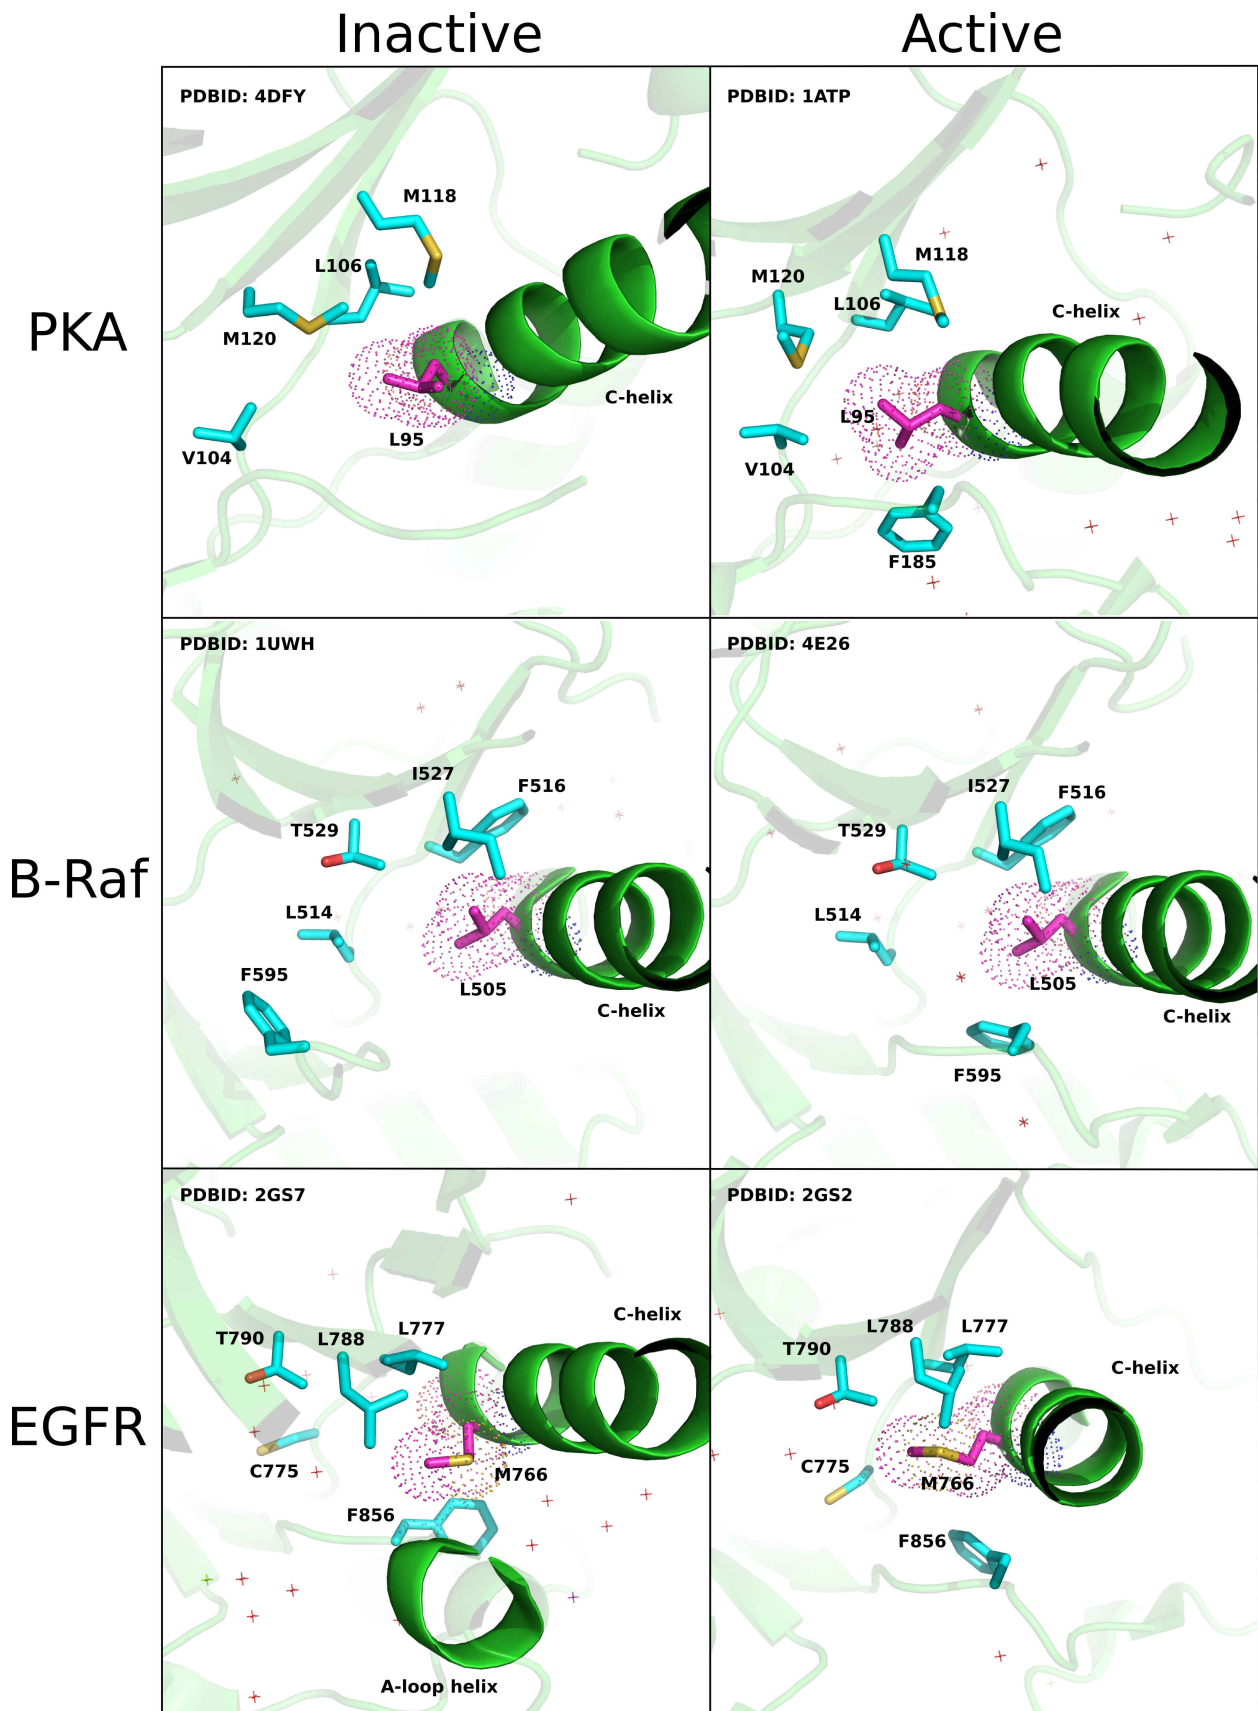 Inactive
Active
PKA
PDBID: 4DFY
M118
L106
M120
C-helix
L95
V104
PDBID: 1ATP
M118
M120
L106
C-helix
L95
V104
F185
B-Raf
PDBID: 1UWH
I527
F516
T529
L514
F595
L505
C-helix
PDBID: 4E26
I527
F516
T529
L514
L505
C-helix
F595
EGFR
PDBID: 2GS7
C-helix
T790
L788
L777
C775
M766
F856
A-loop helix
PDBID: 2GS2
L788
L777
T790
C-helix
C775
M766
F856